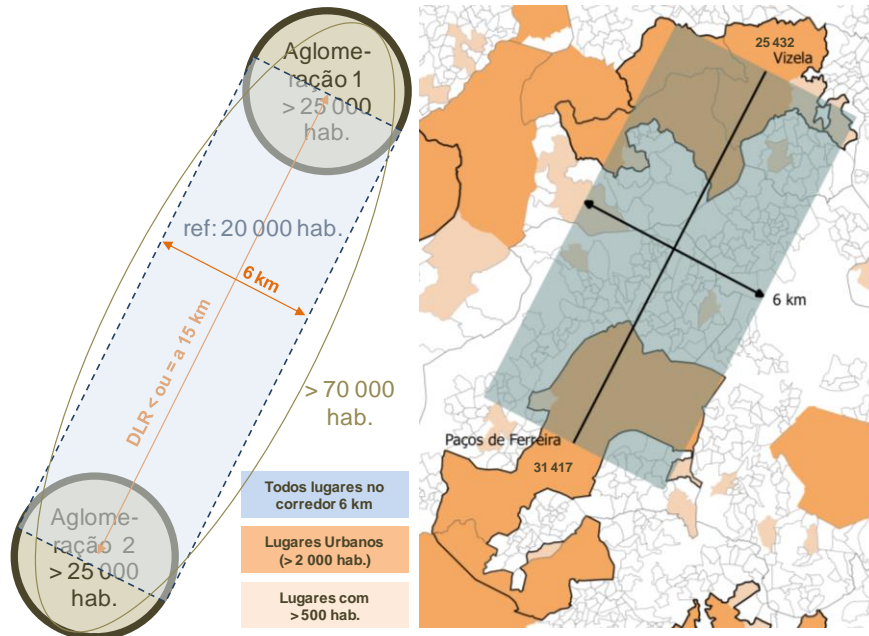 Aglome-
ração 1
> 25 000
hab.
ref: 20 000 hab.
6 km
DLR < ou = a 15 km
> 70 000
hab.
Aglome-
ração 2
> 25 000
hab.
Todos lugares no
corredor 6 km
Lugares Urbanos
(> 2 000 hab.)
Lugares com
> 500 hab.
25 432
Vizela
6 km
Paços de Ferreira
31 417